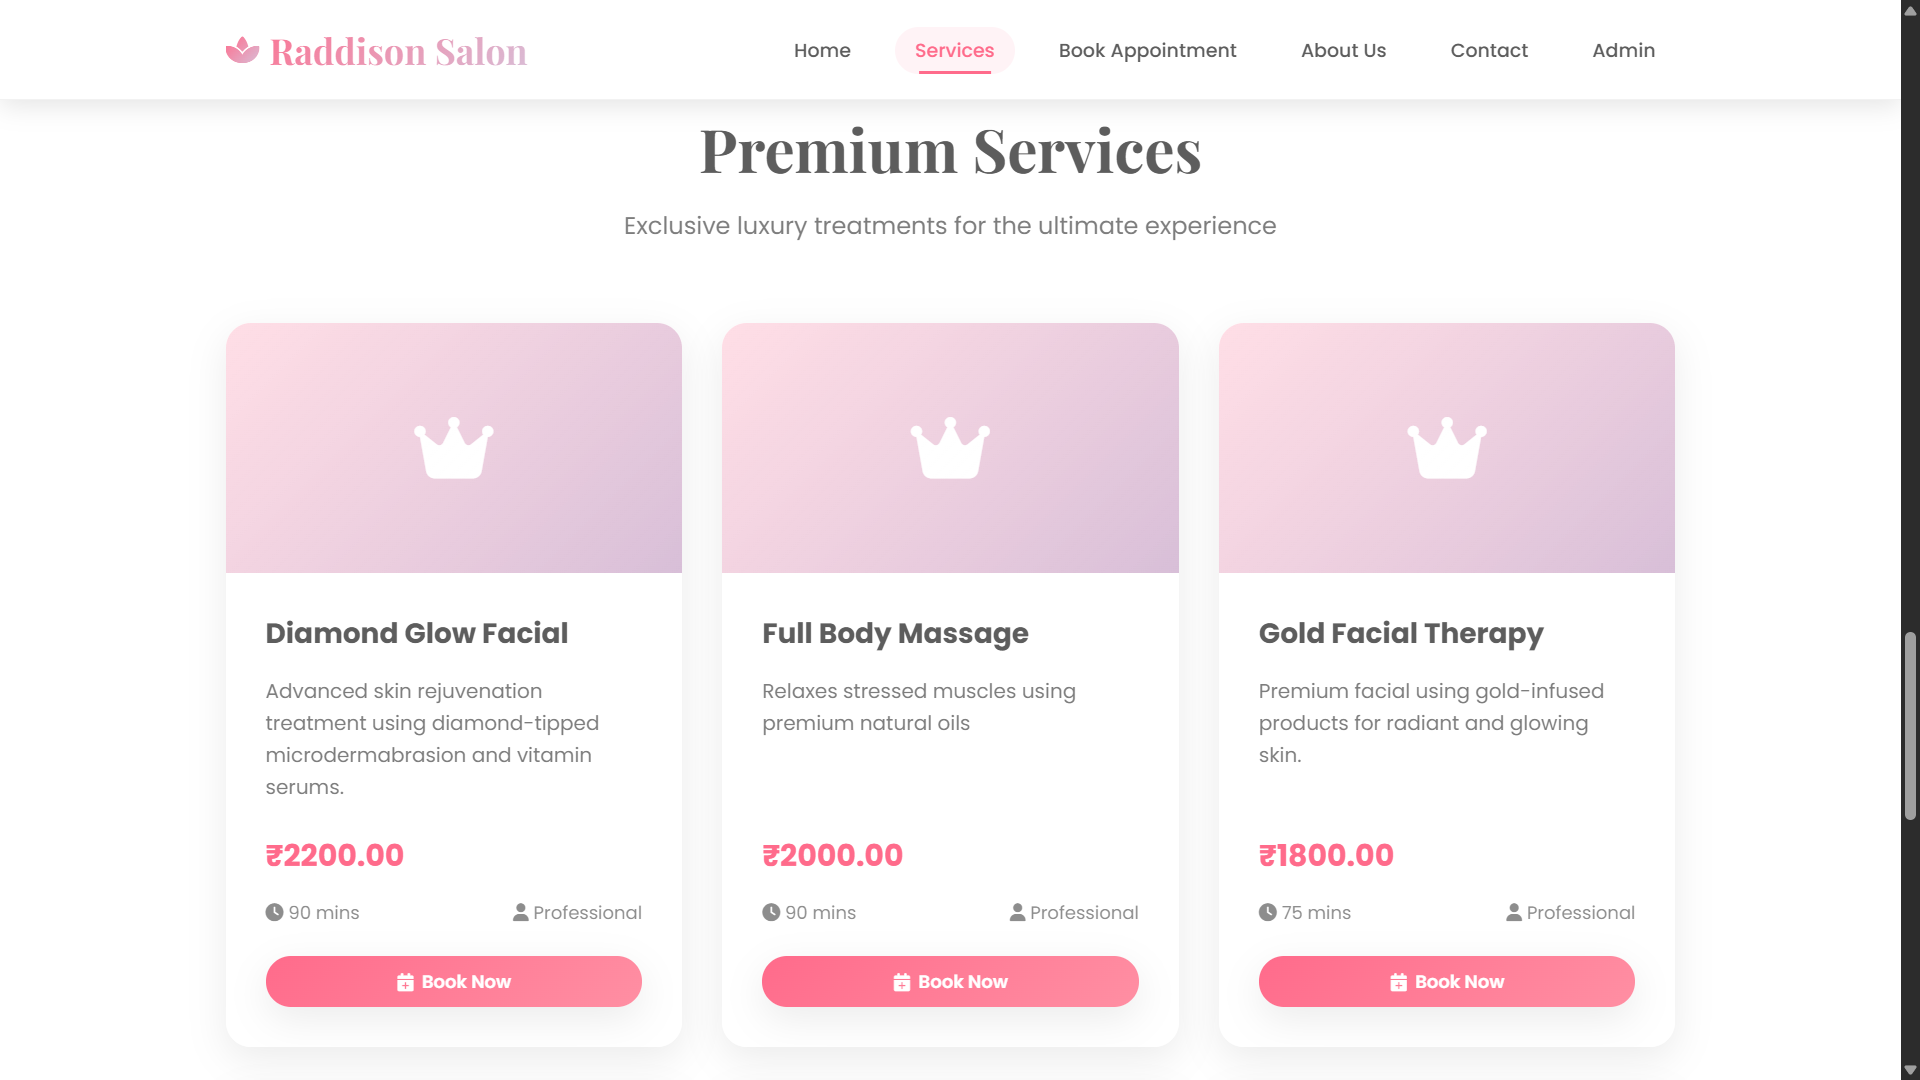 Raddison Salon
Home
Services
Book Appointment
About Us
Contact
Admin
Premium Services
Exclusive luxury treatments for the ultimate experience
Diamond Glow Facial
Advanced skin rejuvenation
treatment using diamond-tipped
microdermabrasion and vitamin
serums.
₹2200.00
90 mins
Professional
Book Now
Full Body Massage
Relaxes stressed muscles using
premium natural oils
₹2000.00
90 mins
Professional
Book Now
Gold Facial Therapy
Premium facial using gold-infused
products for radiant and glowing
skin.
₹1800.00
75 mins
Professional
Book Now